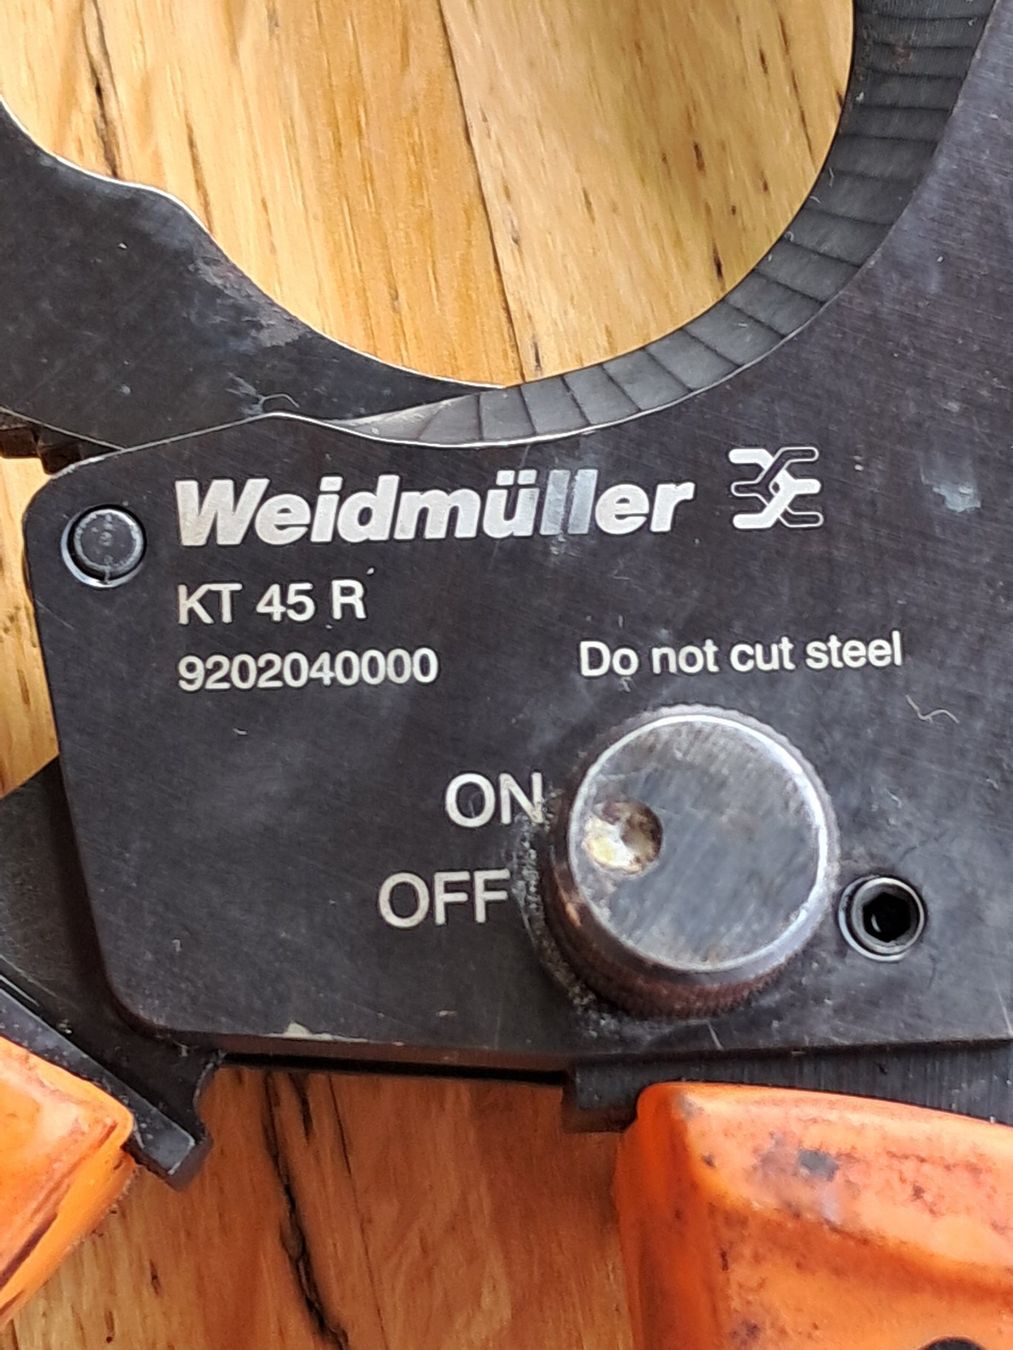 Weidmüller
KT 45 R
9202040000
Do not cut steel
ON
OFF